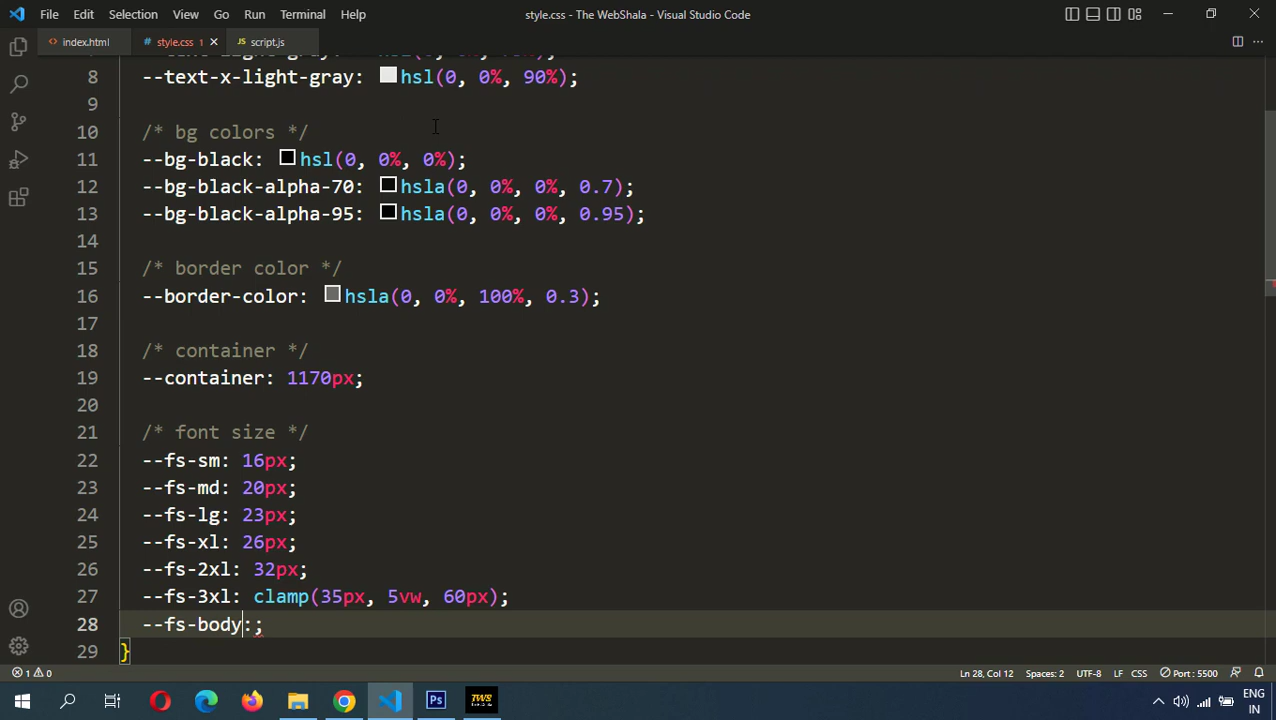 File Edit Selection View Go Run Terminal Help
style.css - The WebShala - Visual Studio Code
index.html
style.css 1
script.js
8 --text-x-light-gray: hsl(0, 0%, 90%);
9
10 /* bg colors */
11 --bg-black: hsl(0, 0%, 0%);
12 --bg-black-alpha-70: hsla(0, 0%, 0%, 0.7);
13 --bg-black-alpha-95: hsla(0, 0%, 0%, 0.95);
14
15 /* border color */
16 --border-color: hsla(0, 0%, 100%, 0.3);
17
18 /* container */
19 --container: 1170px;
20
21 /* font size */
22 --fs-sm: 16px;
23 --fs-md: 20px;
24 --fs-lg: 23px;
25 --fs-xl: 26px;
26 --fs-2xl: 32px;
27 --fs-3xl: clamp(35px, 5vw, 60px);
28 --fs-body:;
29 }
1 0
Ln 28, Col 12 Spaces: 2 UTF-8 LF CSS Port : 5500
Ps
TWS
ENG
IN